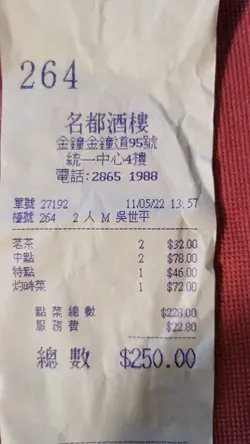 264
名都酒樓
金鐘金鐘道95號
統一中心4樓
電話:2865 1988
單號 27192 11/05/22 13:57
檯號 264 2 人 M 吳世平
茗茶 2 $32.00
中點 2 $78.00
特點 1 $46.00
灼時菜 1 $72.00
點菜總數 $228.00
服務費 $22.80
總數 $250.00